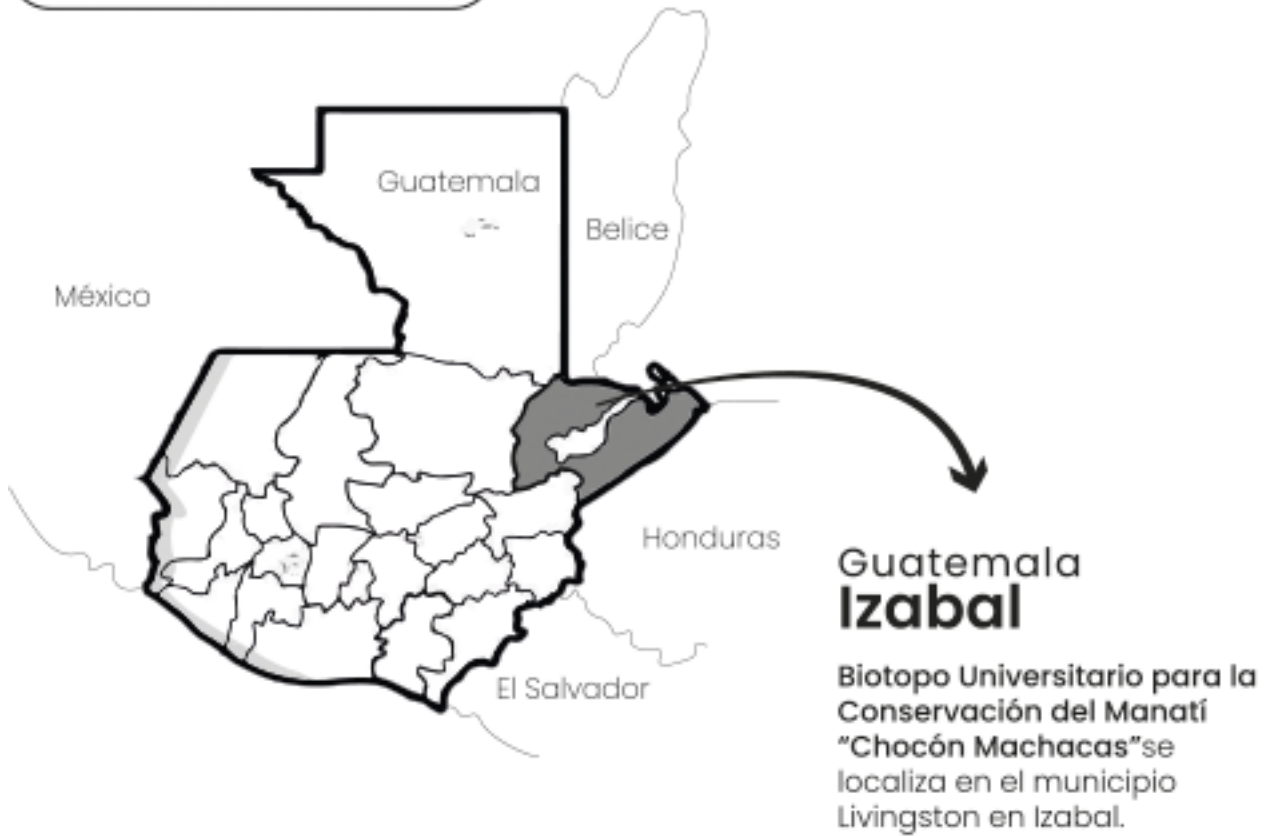 Guatemala
Belice
México
Honduras
El Salvador
Guatemala
Izabal
Biotopo Universitario para la
Conservación del Manatí
“Chocón Machacas”se
localiza en el municipio
Livingston en Izabal.